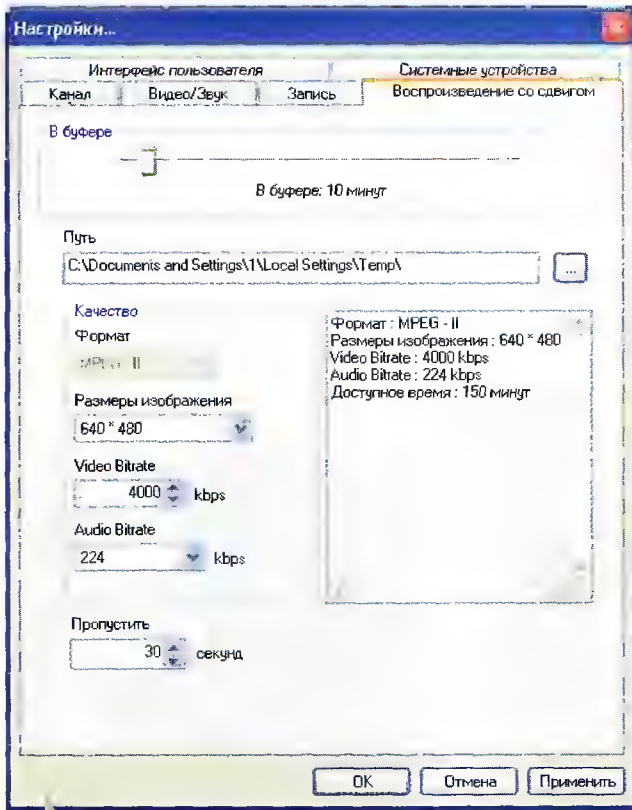 Настройки...
Интерфейс пользователя
Системные устройства
Канал
Видео/Звук
Запись
Воспроизведение со сдвигом
В буфере
В буфере: 10 минут
Путь
C:\Documents and Settings\1\Local Settings\Temp\
...
Качество
Формат
MPEG - II
Размеры изображения
640 * 480
Video Bitrate
4000 kbps
Audio Bitrate
224 kbps
Формат : MPEG - II
Размеры изображения : 640 * 480
Video Bitrate : 4000 kbps
Audio Bitrate : 224 kbps
Доступное время : 150 минут
Пропустить
30 секунд
OK
Отмена
Применить